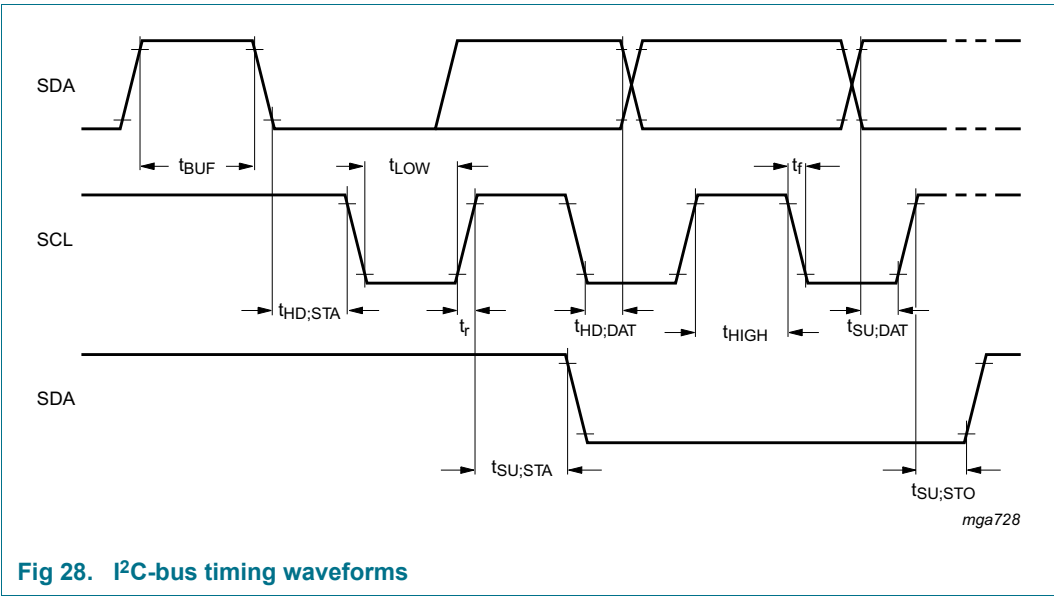 SDA
tBUF
tLOW
tf
SCL
tHD;STA
tr
tHD;DAT
tHIGH
tSU;DAT
SDA
tSU;STA
tSU;STO
mga728
Fig 28. I²C-bus timing waveforms